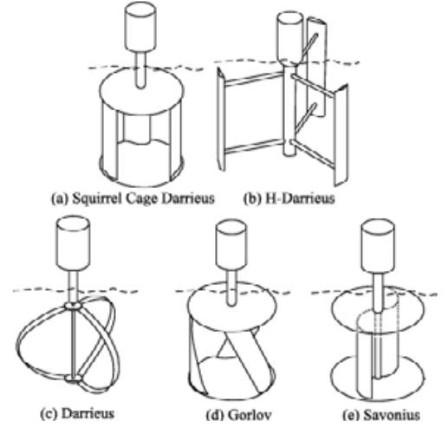 (a) Squirrel Cage Darrieus (b) H-Darrieus
(c) Darrieus (d) Gorlov (e) Savonius